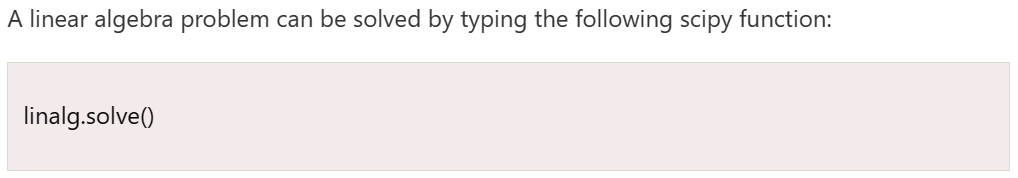 A linear algebra problem can be solved by typing the following scipy function:
linalg.solve()